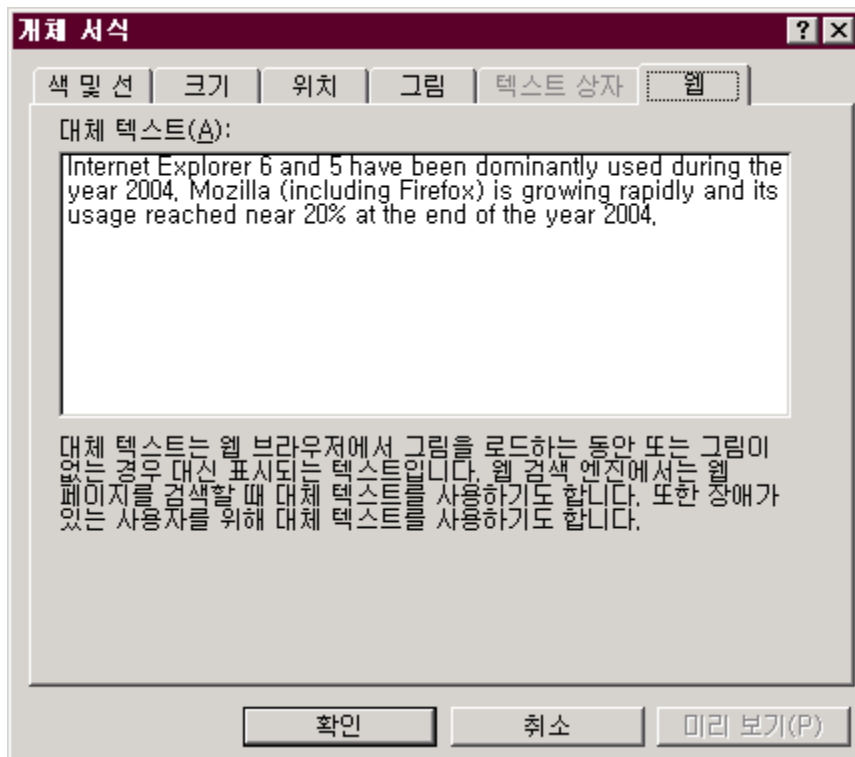 개체 서식
색 및 선 크기 위치 그림 텍스트 상자 웹
대체 텍스트(A):
Internet Explorer 6 and 5 have been dominantly used during the
year 2004. Mozilla (including Firefox) is growing rapidly and its
usage reached near 20% at the end of the year 2004.
대체 텍스트는 웹 브라우저에서 그림을 로드하는 동안 또는 그림이
없는 경우 대신 표시되는 텍스트입니다. 웹 검색 엔진에서는 웹
페이지를 검색할 때 대체 텍스트를 사용하기도 합니다. 또한 장애가
있는 사용자를 위해 대체 텍스트를 사용하기도 합니다.
확인 취소 미리 보기(P)